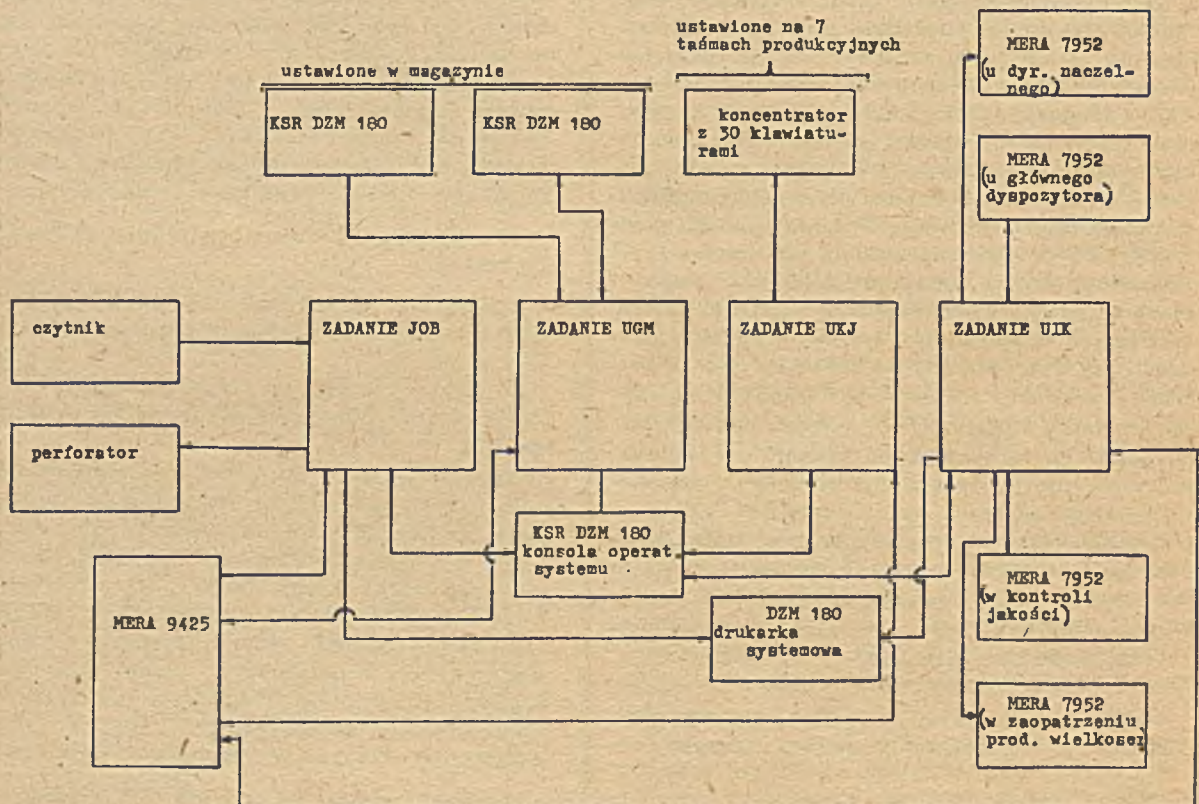 ustawione na 7
taśmach produkcyjnych
ustawione w magazynie
KSR DZM 180
KSR DZM 180
koncentrator
z 30 klawiatu-
rami
MERA 7952
(u dyr. naczel-
nego)
MERA 7952
(u głównego
dyspozytora)
czytnik
ZADANIE JOB
ZADANIE UGM
ZADANIE UKJ
ZADANIE UIK
perforator
KSR DZM 180
konsola operat
systemu
MERA 9425
DZM 180
drukarka
systemowa
MERA 7952
(w kontroli
jakości)
MERA 7952
(w zaopatrzeniu
prod. wielkoser)